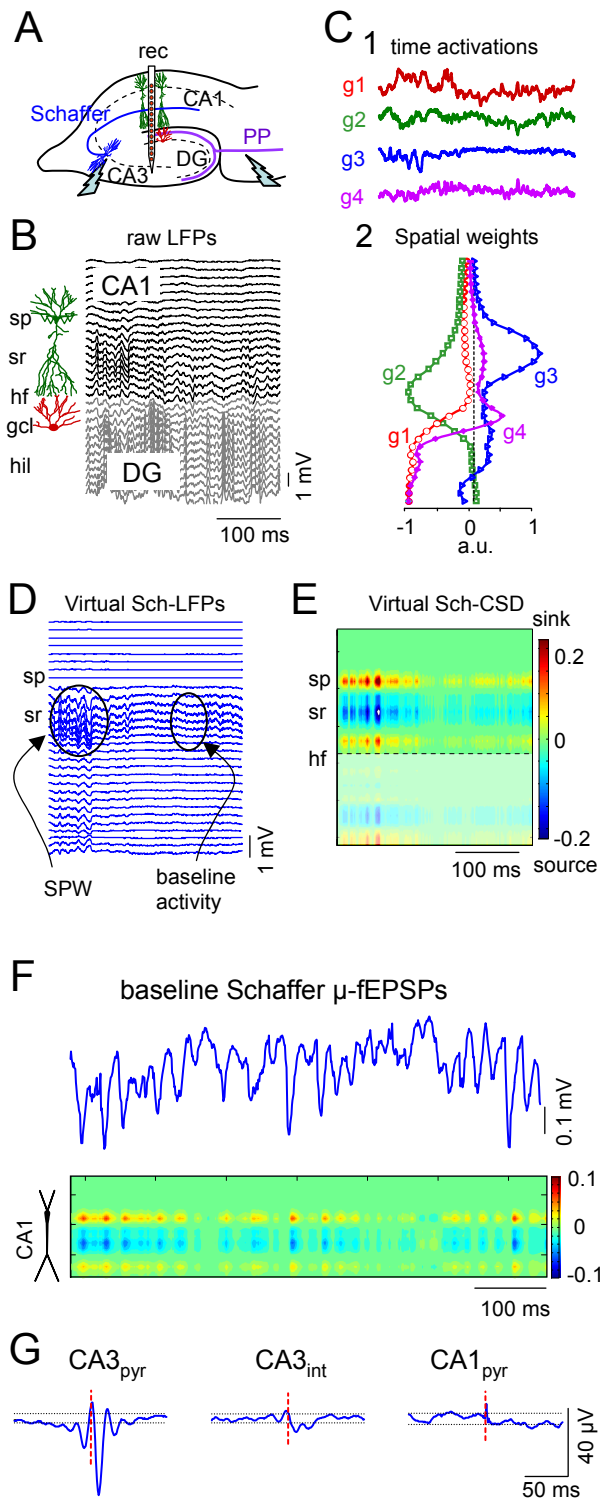 A
rec
CA1
Schaffer
PP
DG
CA3
C
1 time activations
g1
g2
g3
g4
B
raw LFPs
CA1
sp
sr
hf
gcl
hil
DG
1 mV
100 ms
2 Spatial weights
g2
g3
g1
g4
-1 0 1
a.u.
D
Virtual Sch-LFPs
sp
sr
SPW
baseline
activity
1 mV
E
Virtual Sch-CSD
sink
sp
sr
hf
0.2
0
-0.2
source
100 ms
F
baseline Schaffer µ-fEPSPs
0.1 mV
CA1
0.1
0
-0.1
100 ms
G
CA3pyr
CA3int
CA1pyr
40 µV
50 ms